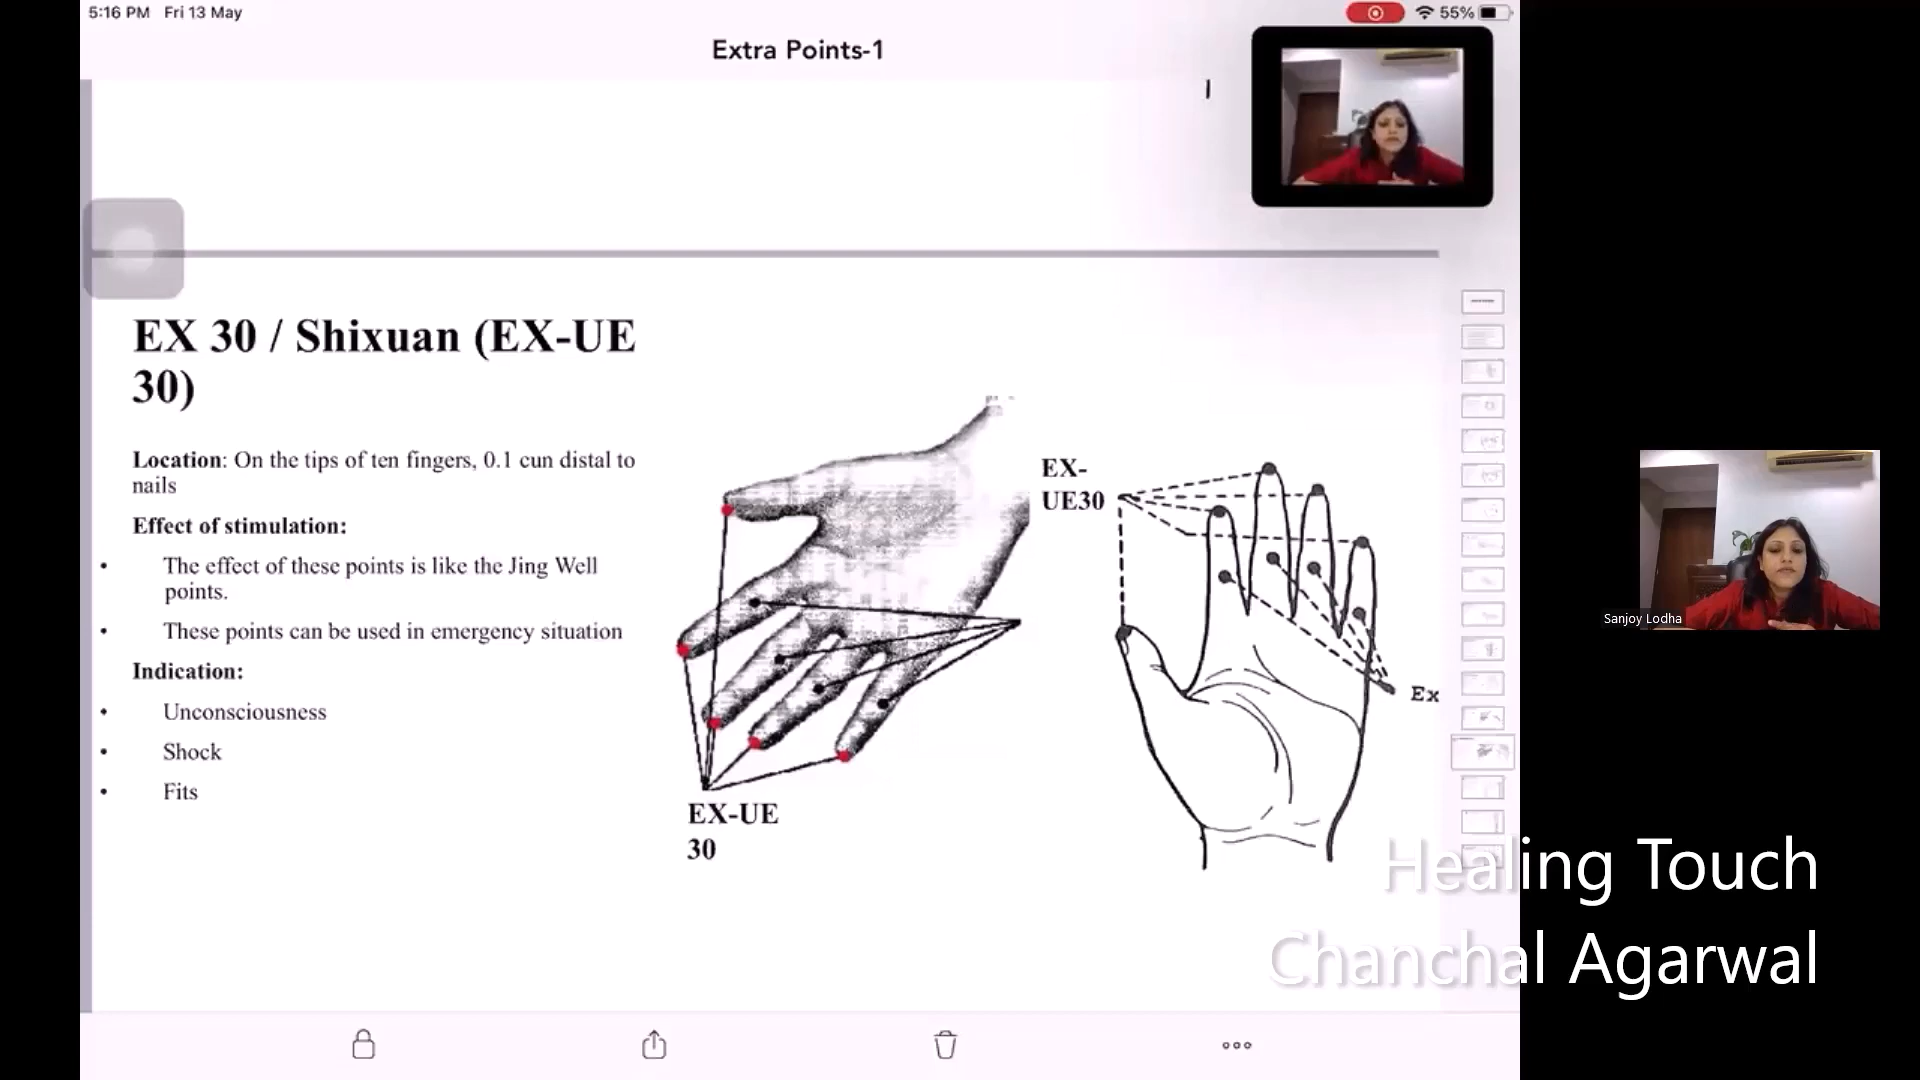 5:16 PM Fri 13 May
55%
Extra Points-1
EX 30 / Shixuan (EX-UE
30)
Location: On the tips of ten fingers, 0.1 cun distal to
nails
Effect of stimulation:
• The effect of these points is like the Jing Well
points.
• These points can be used in emergency situation
Indication:
• Unconsciousness
• Shock
• Fits
EX-UE
30
EX-
UE30
Ex
Sanjoy Lodha
Healing Touch
Chanchal Agarwal